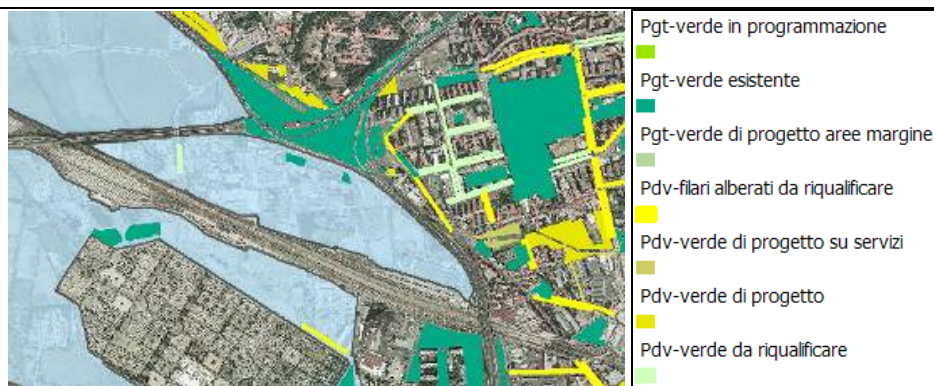 Pgt-verde in programmazione
Pgt-verde esistente
Pgt-verde di progetto aree margine
Pdv-filari alberati da riqualificare
Pdv-verde di progetto su servizi
Pdv-verde di progetto
Pdv-verde da riqualificare